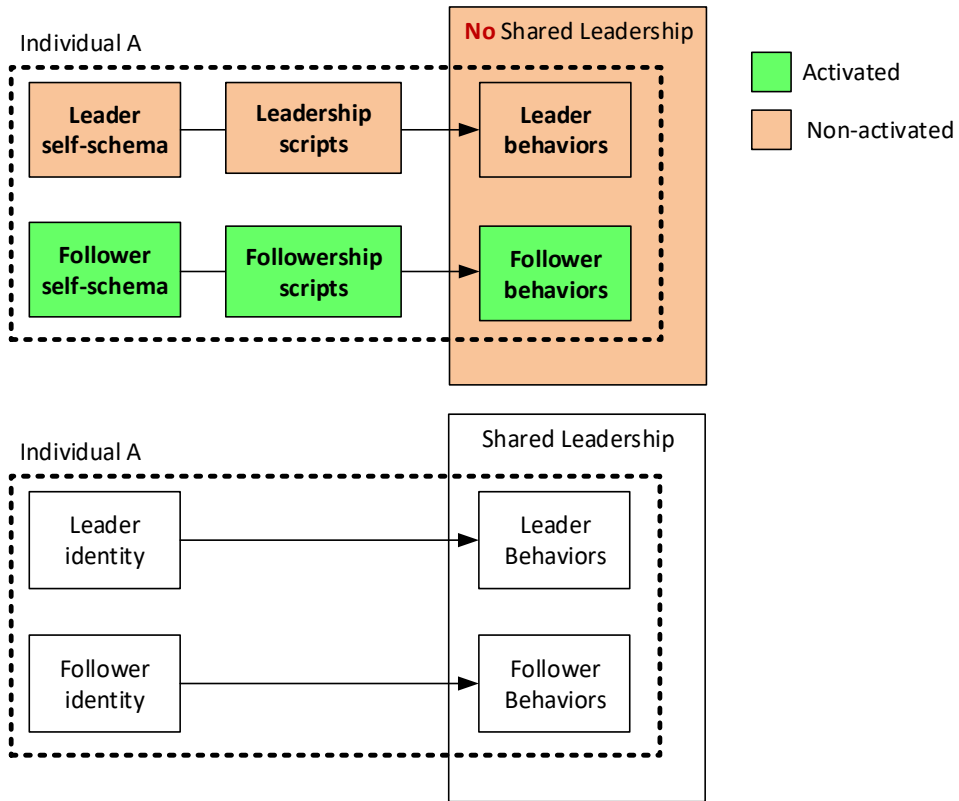 No Shared Leadership
Individual A
Leader
self-schema
Leadership
scripts
Leader
behaviors
Follower
self-schema
Followership
scripts
Follower
behaviors
Activated
Non-activated
Shared Leadership
Individual A
Leader
identity
Leader
Behaviors
Follower
identity
Follower
Behaviors